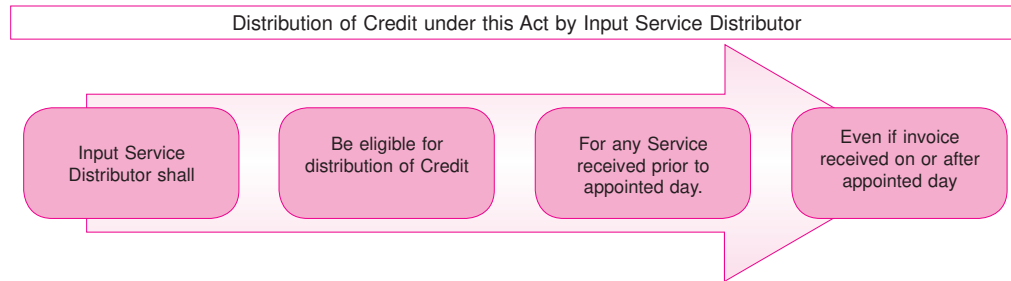 Distribution of Credit under this Act by Input Service Distributor
Input Service
Distributor shall
Be eligible for
distribution of Credit
For any Service
received prior to
appointed day.
Even if invoice
received on or after
appointed day